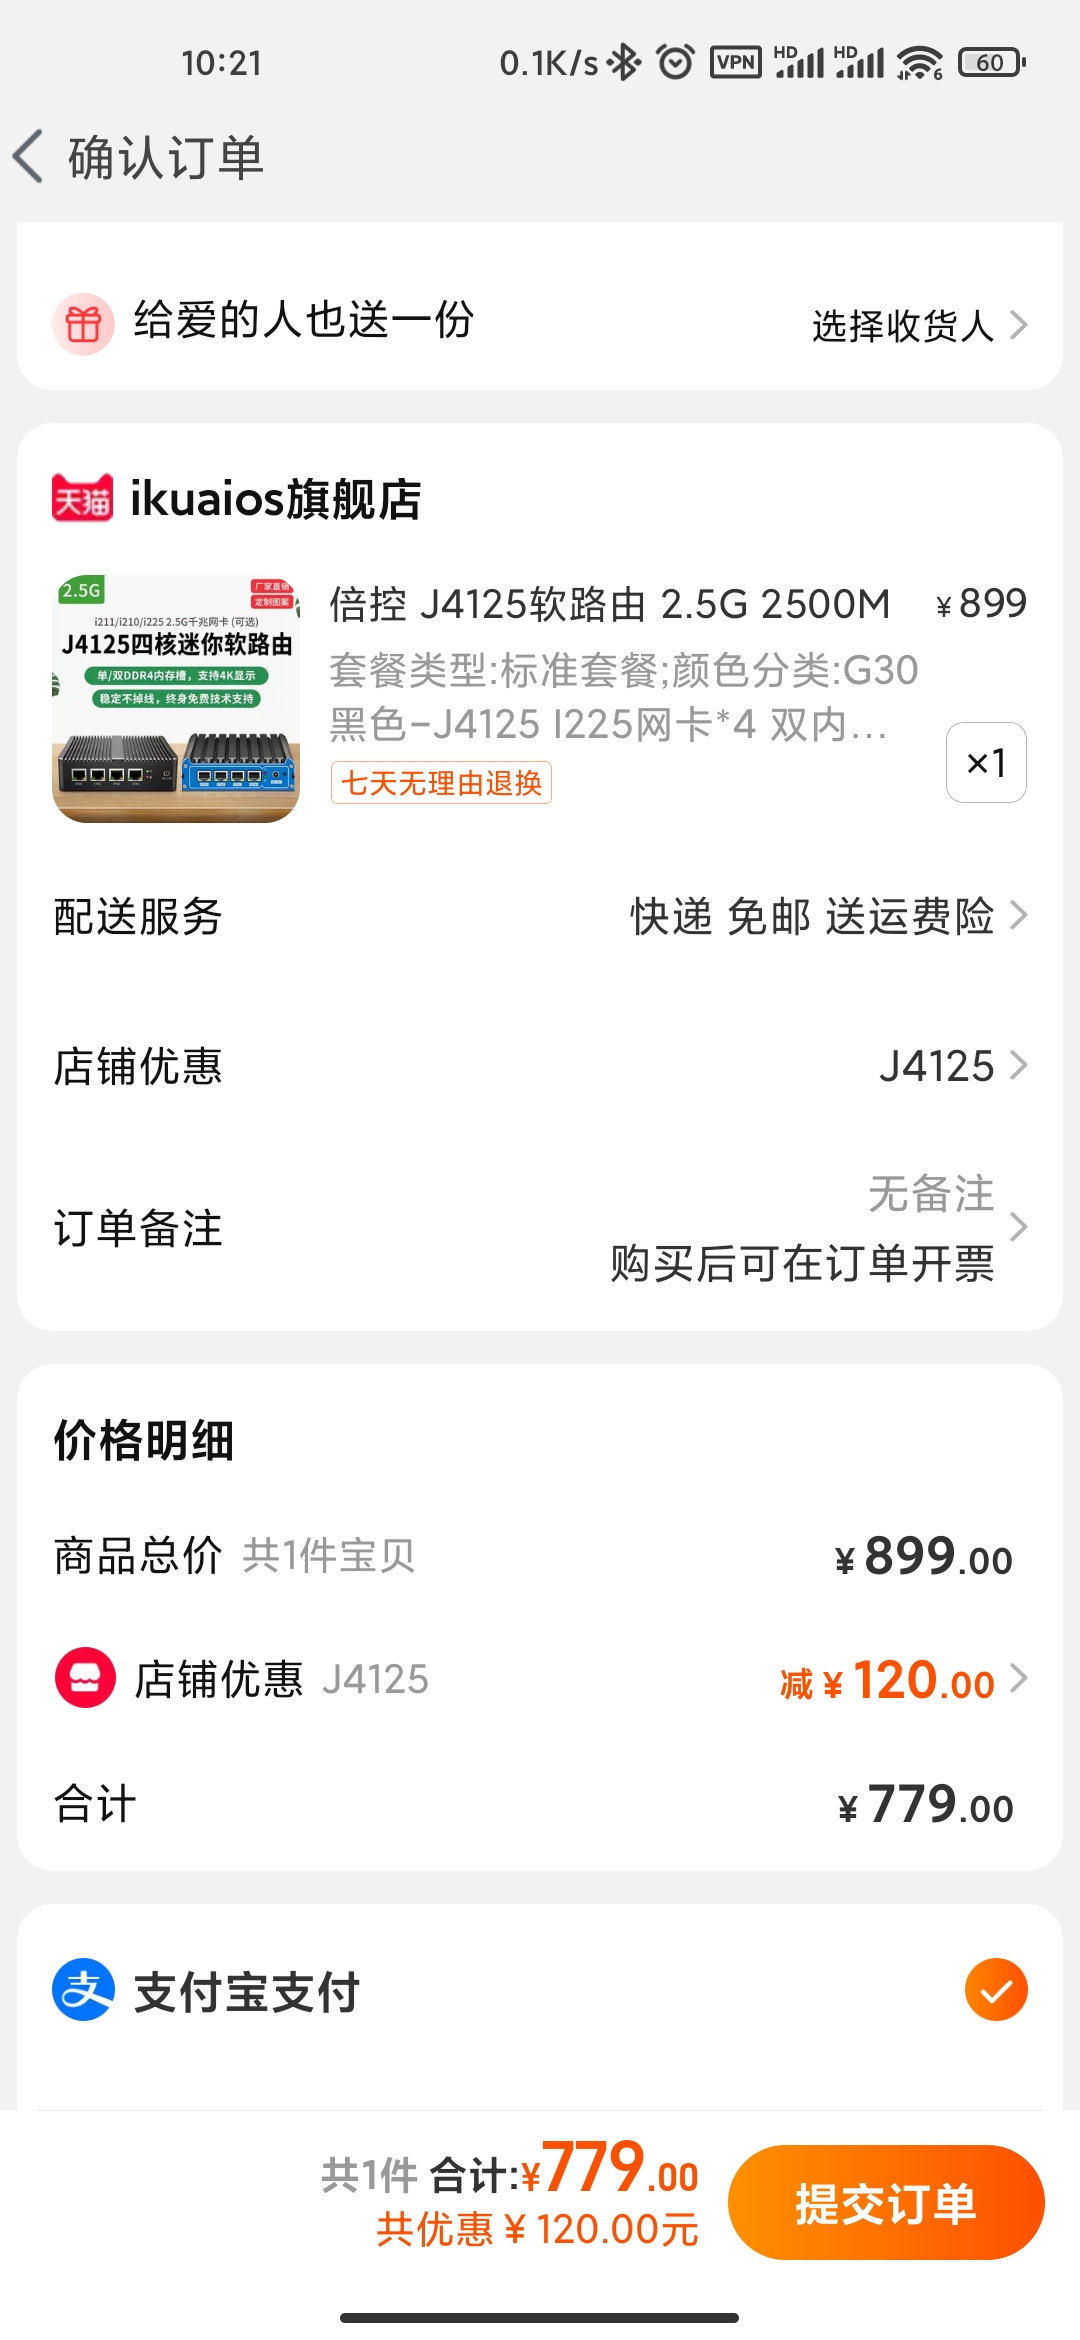 10:21
0.1K/s VPN HD HD 6 60
确认订单
给爱的人也送一份 选择收货人
天猫 ikuaios旗舰店
2.5G
厂家直销
定制图案
i211/i210/i225 2.5G千兆网卡 (可选)
J4125四核迷你软路由
单/双DDR4内存槽，支持4K显示
稳定不掉线，终身免费技术支持
倍控 J4125软路由 2.5G 2500M ¥899
套餐类型:标准套餐;颜色分类:G30
黑色-J4125 I225网卡*4 双内...
×1
七天无理由退换
配送服务 快递 免邮 送运费险
店铺优惠 J4125
订单备注 无备注
购买后可在订单开票
价格明细
商品总价 共1件宝贝 ¥899.00
店铺优惠 J4125 减¥120.00
合计 ¥779.00
支 支付宝支付
共1件 合计:¥779.00
共优惠¥120.00元
提交订单